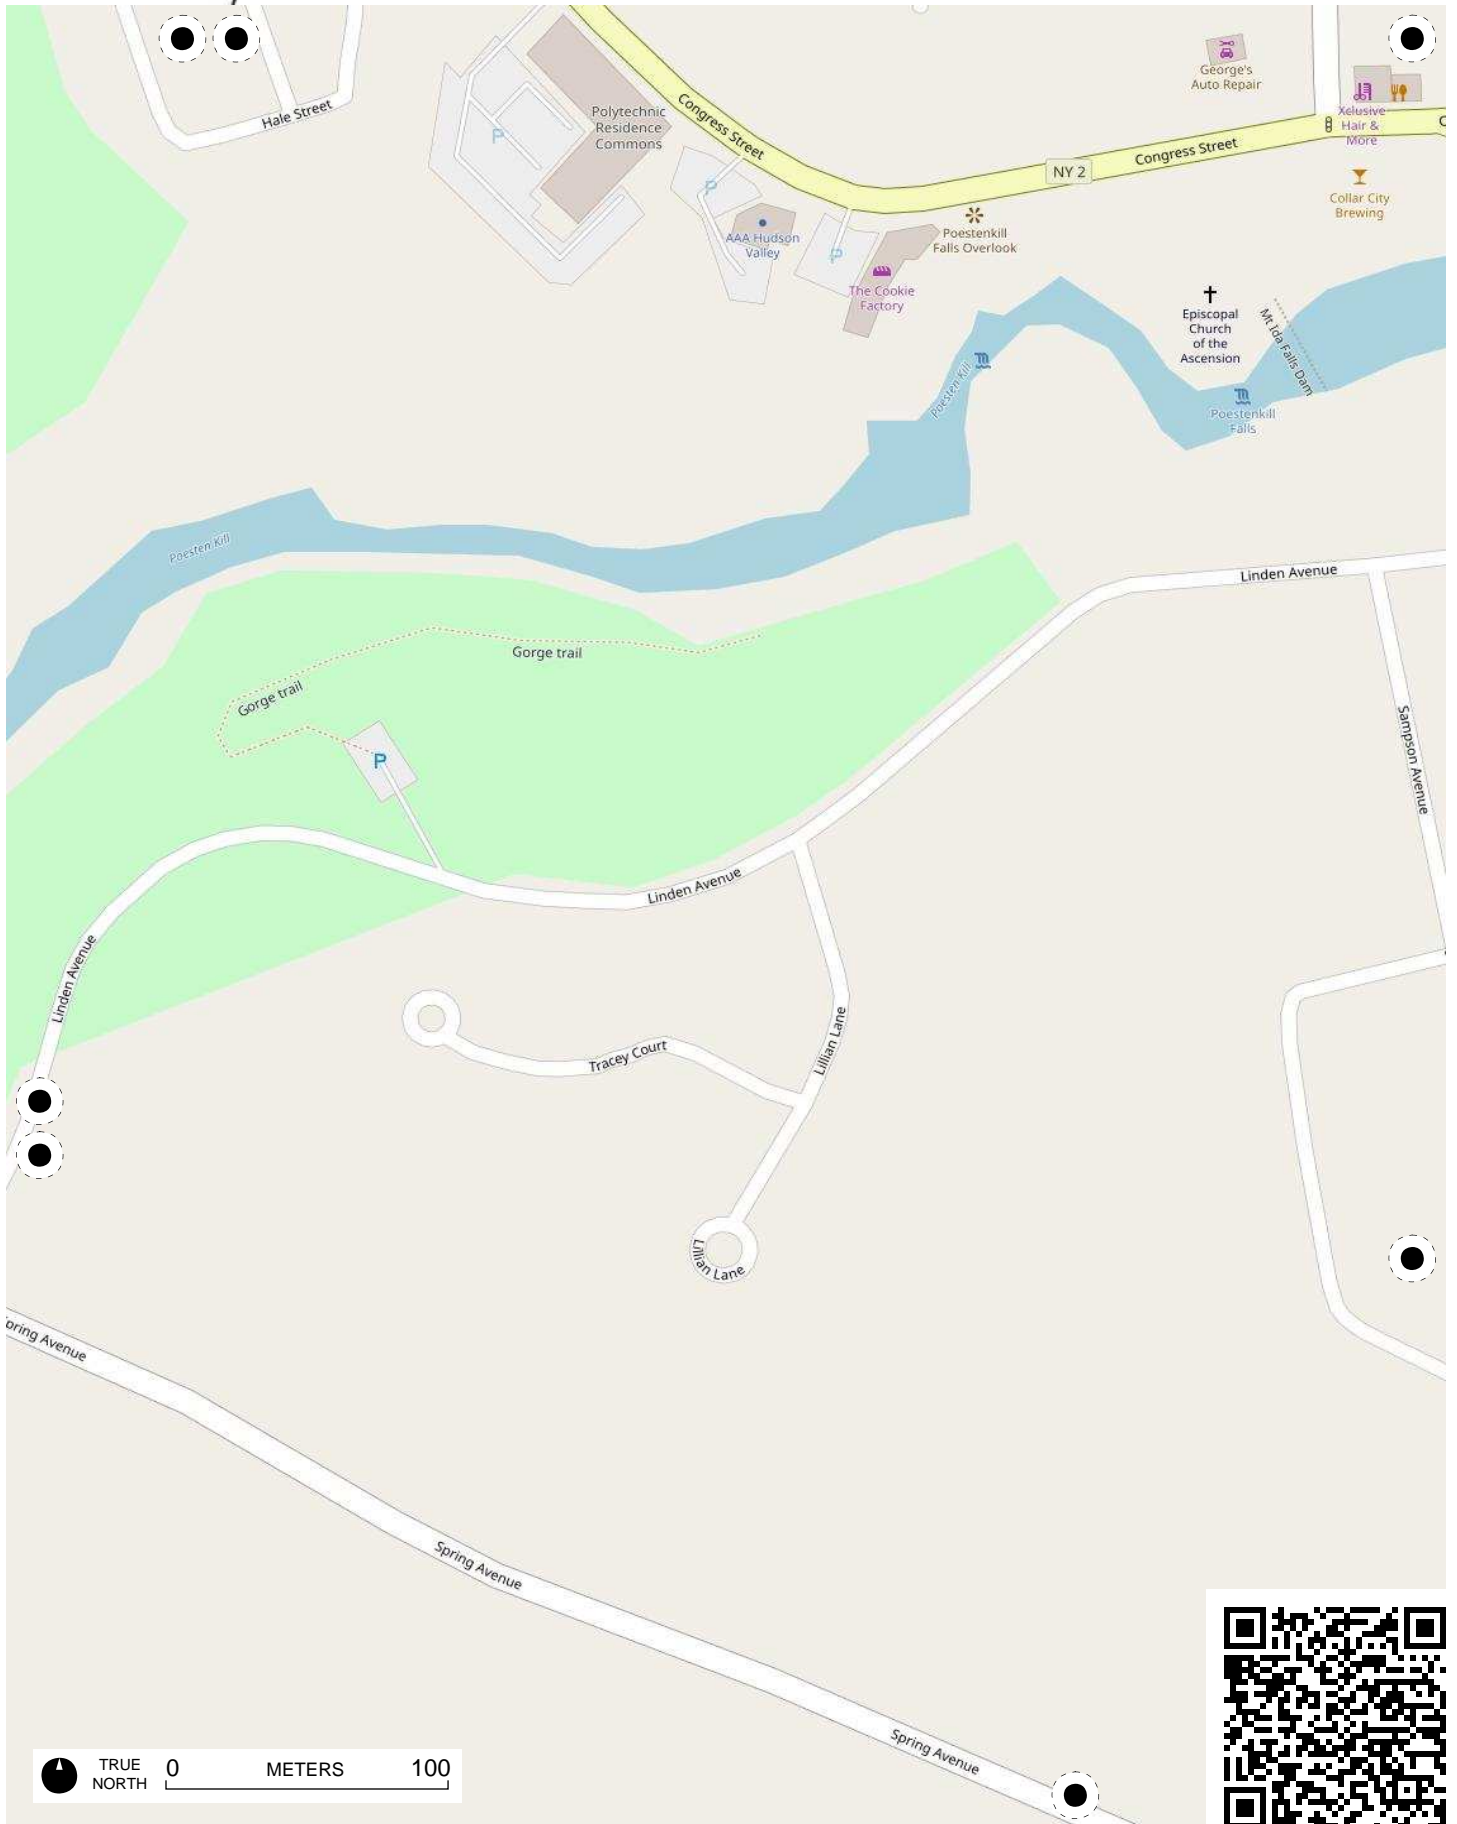 Hale Street
Polytechnic
Residence
Commons
P
Congress Street
P
AAA Hudson
Valley
P
The Cookie
Factory
Poestenkill
Falls Overlook
NY 2
Congress Street
George's
Auto Repair
Xclusive
Hair &
More
Collar City
Brewing
Episcopal
Church
of the
Ascension
Mt Ida Falls Dam
Poesten Kill
Poestenkill
Falls
Poesten Kill
Linden Avenue
Gorge trail
Gorge trail
P
Sampson Avenue
Linden Avenue
Linden Avenue
Lillian Lane
Tracey Court
Lillian Lane
Spring Avenue
Spring Avenue
Spring Avenue
TRUE
NORTH
0 METERS 100